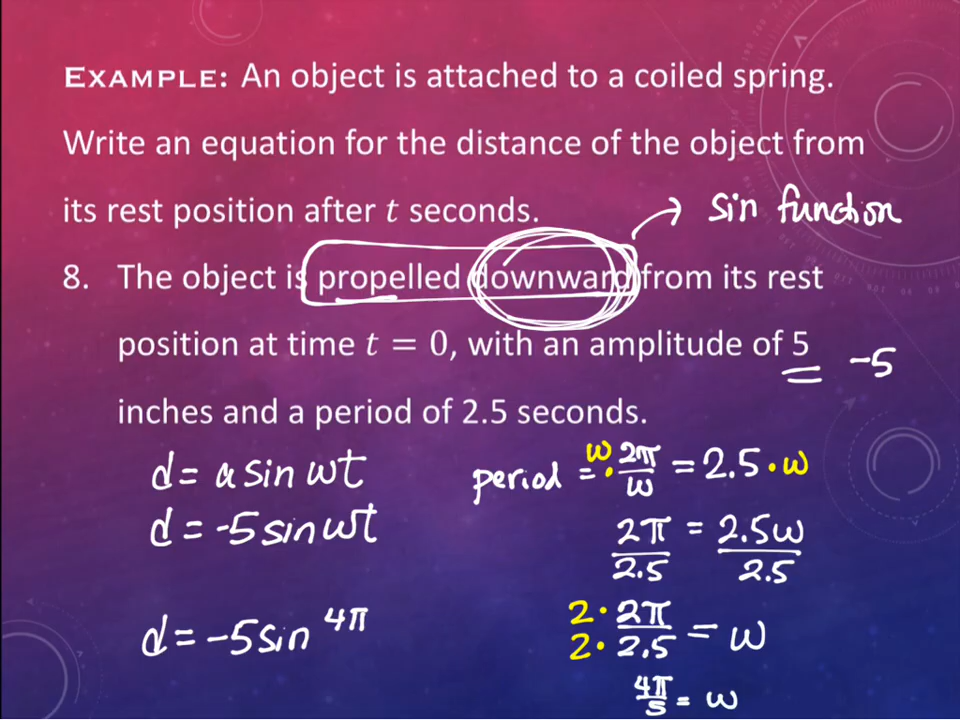 EXAMPLE: An object is attached to a coiled spring.
Write an equation for the distance of the object from
its rest position after t seconds.
→ sin function
8. The object is propelled downward from its rest
position at time t = 0, with an amplitude of 5
-5
inches and a period of 2.5 seconds.
d = a sin ωt
d = -5 sin ωt
d = -5 sin 4π
period = ω · 2π/ω = 2.5 · ω
2π/2.5 = 2.5ω/2.5
2 · 2π / 2 · 2.5 = ω
4π/5 = ω